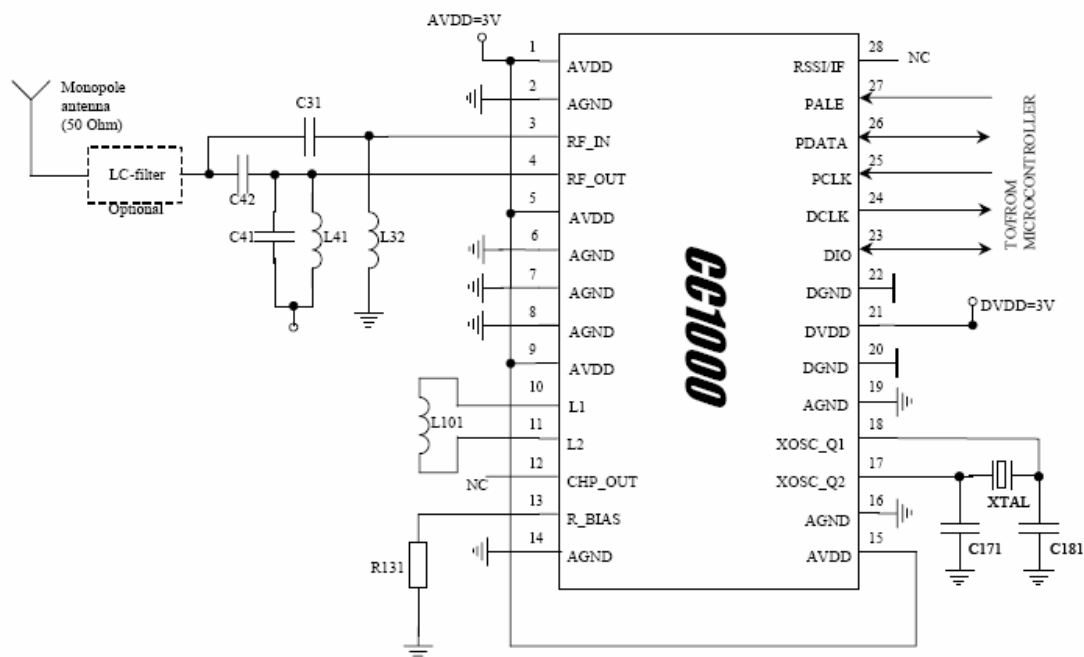 AVDD=3V
Monopole
antenna
(50 Ohm)
LC-filter
Optional
C31
C42
C41
L41
L32
L101
NC
R131
1
AVDD
2
AGND
3
RF_IN
4
RF_OUT
5
AVDD
6
AGND
7
AGND
8
AGND
9
AVDD
10
L1
11
L2
12
CHP_OUT
13
R_BIAS
14
AGND
CC1000
28
RSSI/IF
NC
27
PALE
26
PDATA
25
PCLK
24
DCLK
23
DIO
22
DGND
21
DVDD
20
DGND
19
AGND
18
XOSC_Q1
17
XOSC_Q2
16
AGND
15
AVDD
TO/FROM
MICROCONTROLLER
DVDD=3V
XTAL
C171
C181